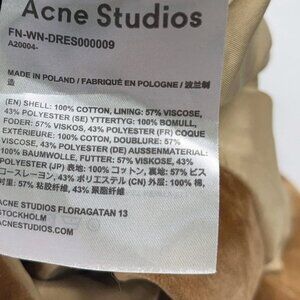 Acne Studios
FN-WN-DRES000009
A20004-
MADE IN POLAND / FABRIQUÉ EN POLOGNE / 波兰制
造
(EN) SHELL: 100% COTTON, LINING: 57% VISCOSE,
43% POLYESTER (SE) YTTERTYG: 100% BOMULL,
FODER: 57% VISKOS, 43% POLYESTER (FR) COQUE
EXTÉRIEURE: 100% COTON, DOUBLURE: 57%
VISCOSE, 43% POLYESTER (DE) AUSSENMATERIAL:
100% BAUMWOLLE, FUTTER: 57% VISKOSE, 43%
POLYESTER (JP) 表地: 100% コットン, 裏地: 57% ビス
コースレーヨン, 43% ポリエステル (CN) 外层: 100% 棉,
衬里: 57% 粘胶纤维, 43% 聚酯纤维
ACNE STUDIOS FLORAGATAN 13
STOCKHOLM
ACNESTUDIOS.COM